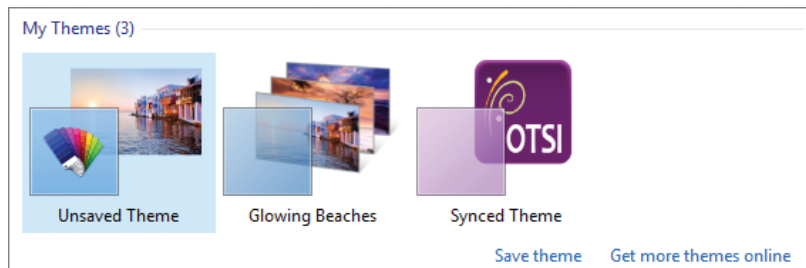 My Themes (3)
OTSI
Unsaved Theme
Glowing Beaches
Synced Theme
Save theme
Get more themes online